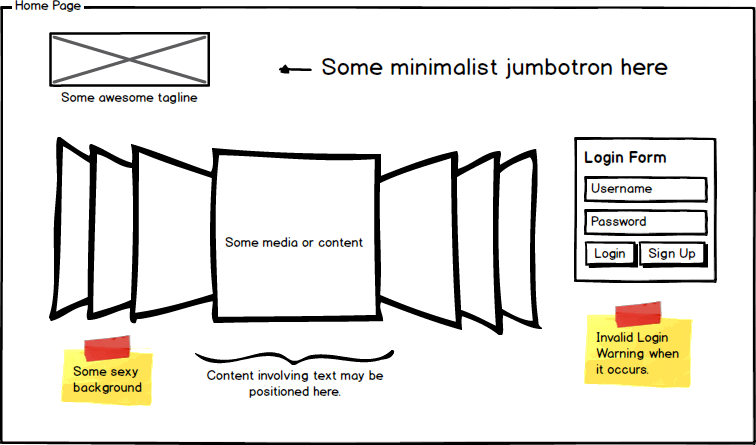 Home Page
Some minimalist jumbotron here
Some awesome tagline
Some media or content
Login Form
Username
Password
Login
Sign Up
Some sexy
background
Content involving text may be
positioned here.
Invalid Login
Warning when
it occurs.